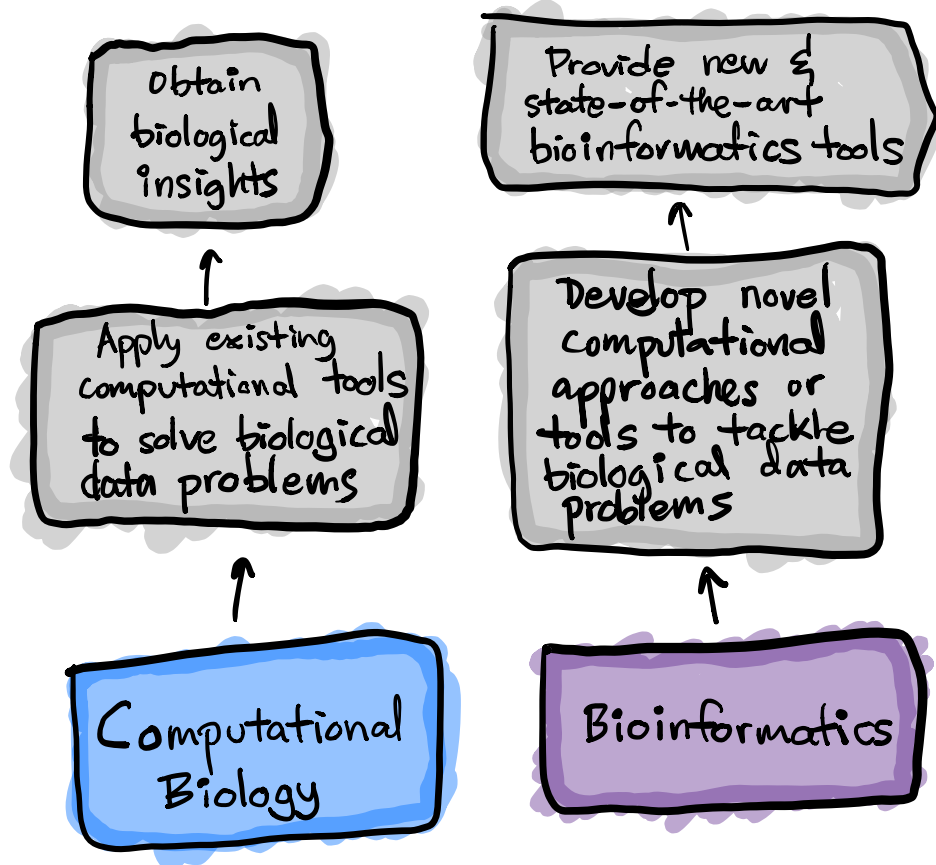 Obtain
biological
insights
Provide new &
state-of-the-art
bioinformatics tools
Apply existing
computational tools
to solve biological
data problems
Develop novel
computational
approaches or
tools to tackle
biological data
problems
Computational
Biology
Bioinformatics